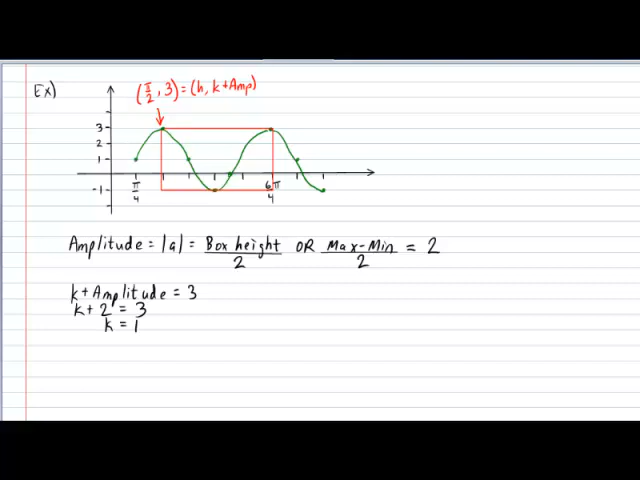 Ex)
(π/2, 3) = (h, k+Amp)
3
2
1
-1
π/4
6π/4
Amplitude = |a| = Box height/2 OR Max-Min/2 = 2
k + Amplitude = 3
k + 2 = 3
k = 1